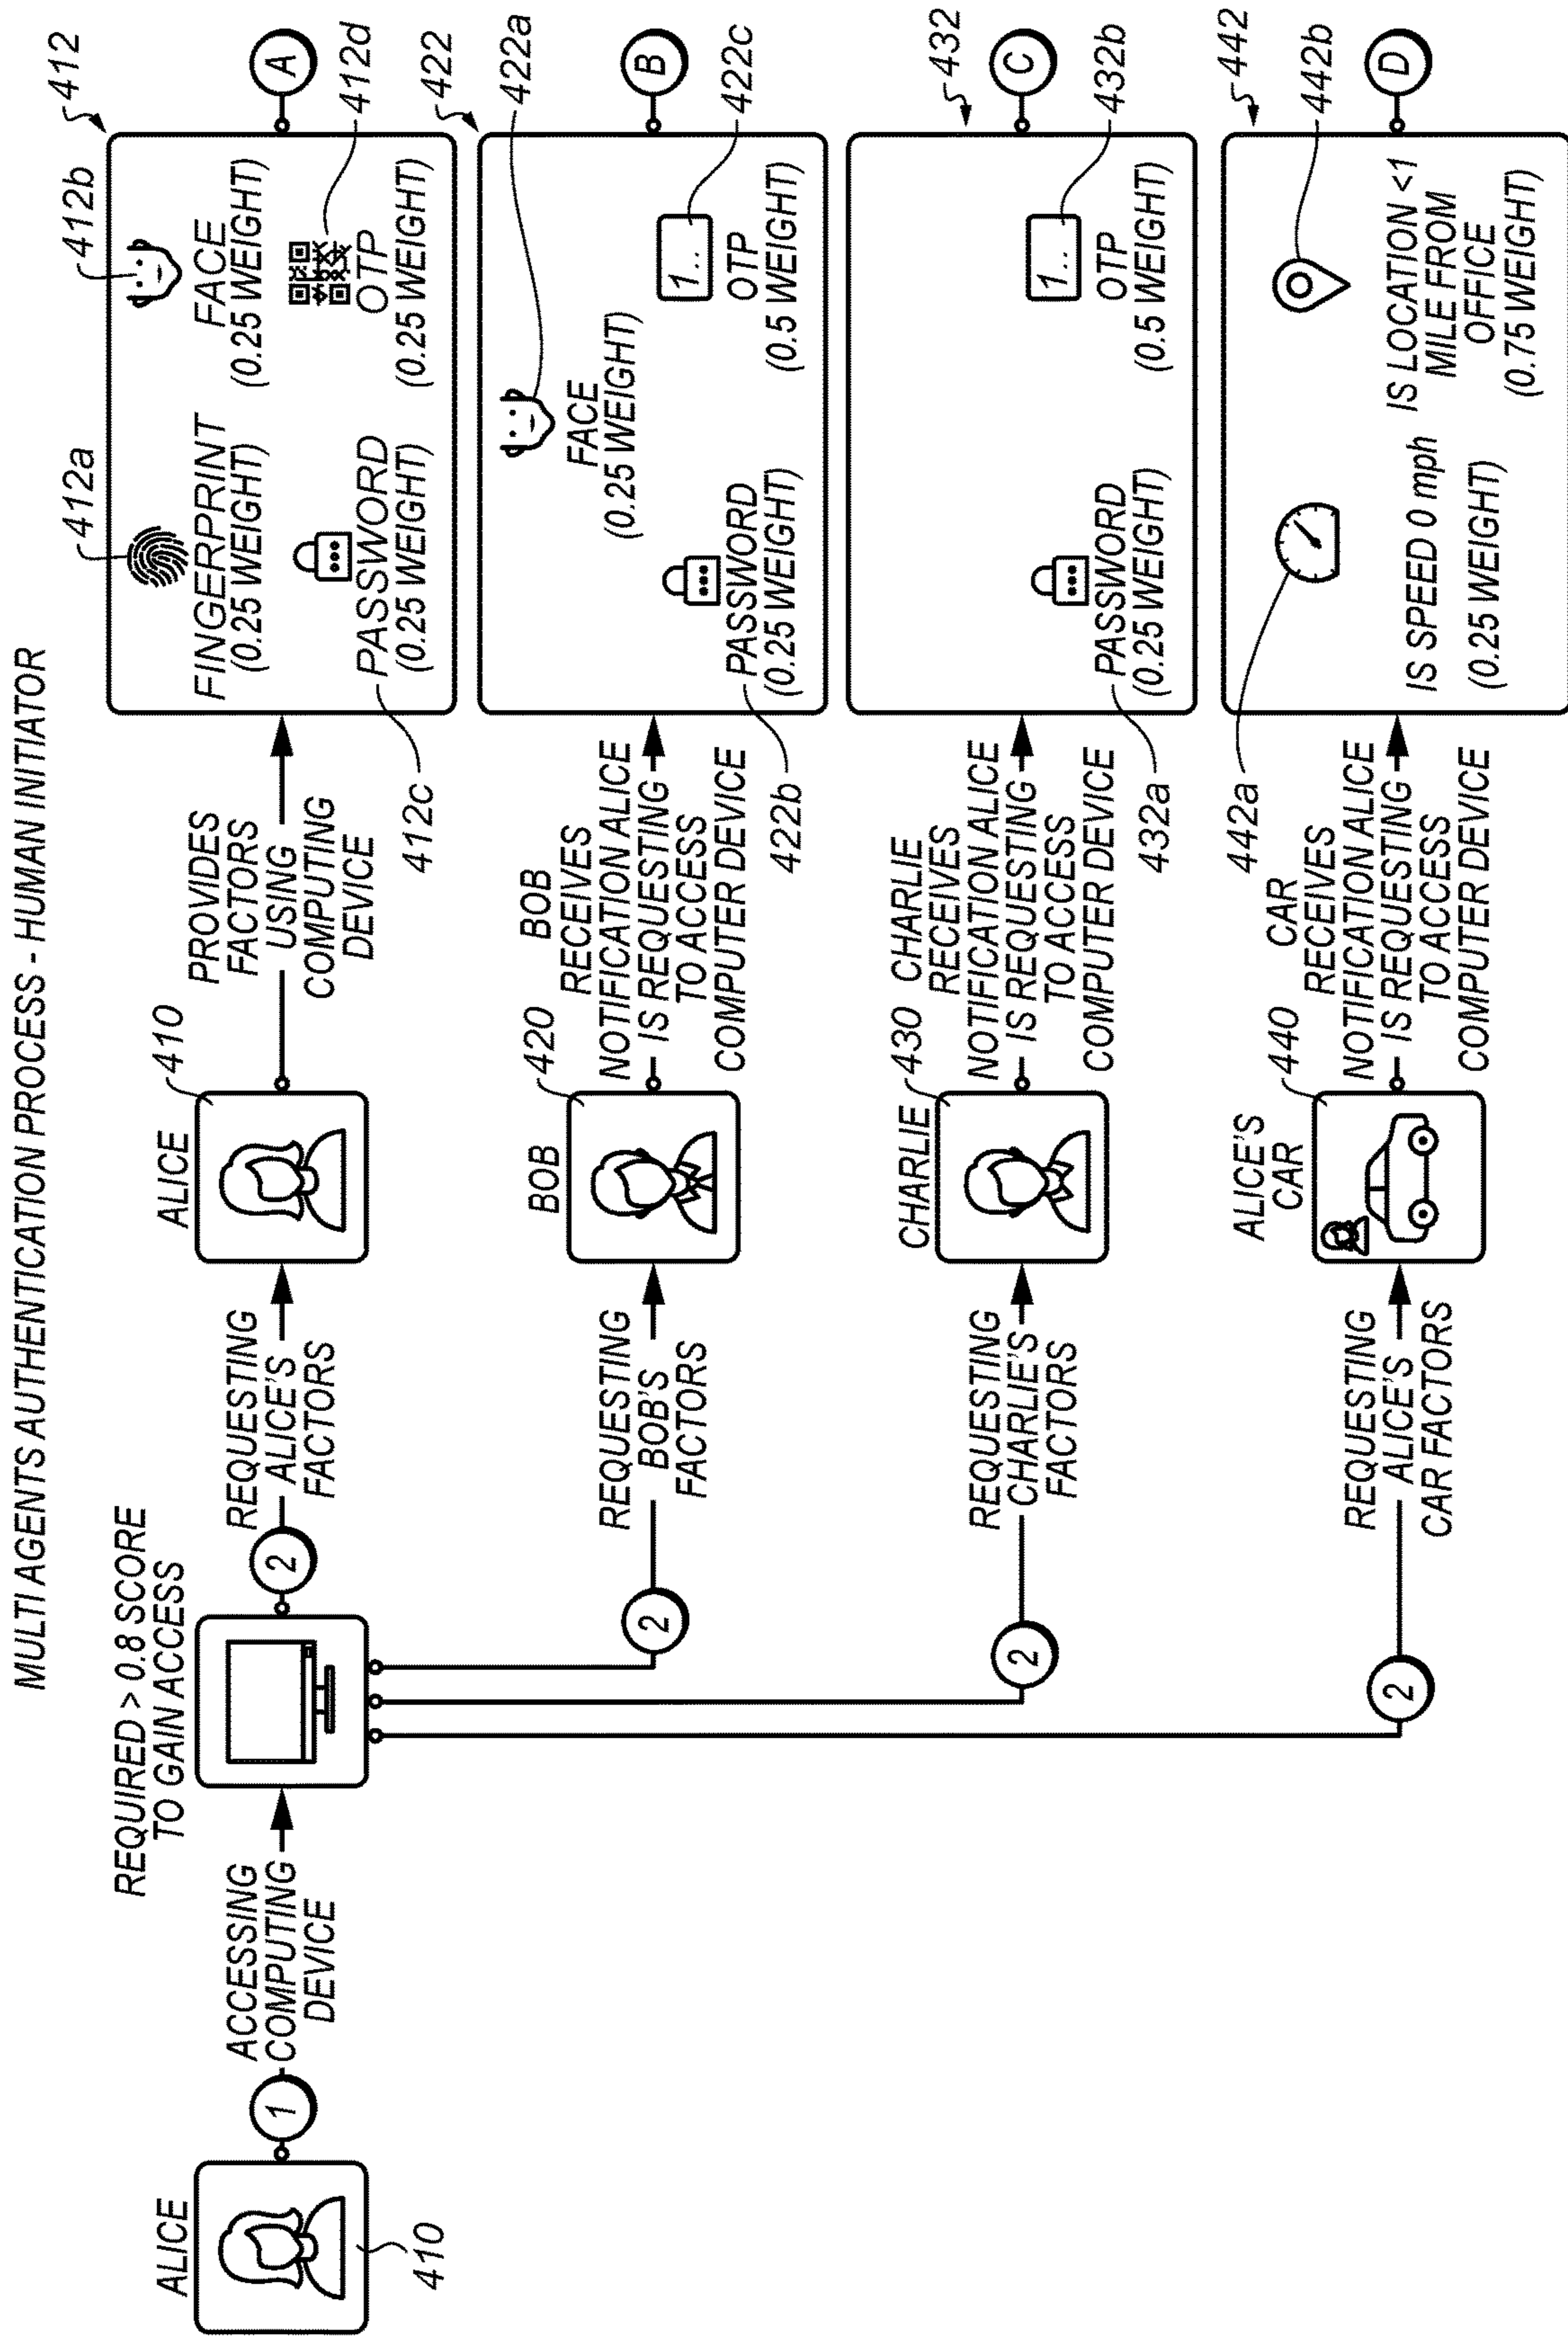 MULTI AGENTS AUTHENTICATION PROCESS - HUMAN INITIATOR
ALICE
410
1
ACCESSING
COMPUTING
DEVICE
REQUIRED > 0.8 SCORE
TO GAIN ACCESS
2
REQUESTING
ALICE'S
FACTORS
ALICE
410
PROVIDES
FACTORS
USING
COMPUTING
DEVICE
412
412a
FINGERPRINT
(0.25 WEIGHT)
412b
FACE
(0.25 WEIGHT)
412c
PASSWORD
(0.25 WEIGHT)
412d
OTP
(0.25 WEIGHT)
A
2
REQUESTING
BOB'S
FACTORS
BOB
420
BOB
RECEIVES
NOTIFICATION ALICE
IS REQUESTING
TO ACCESS
COMPUTER DEVICE
422
422a
FACE
(0.25 WEIGHT)
422b
PASSWORD
(0.25 WEIGHT)
422c
1..
OTP
(0.5 WEIGHT)
B
2
REQUESTING
CHARLIE'S
FACTORS
CHARLIE
430
CHARLIE
RECEIVES
NOTIFICATION ALICE
IS REQUESTING
TO ACCESS
COMPUTER DEVICE
432
432a
PASSWORD
(0.25 WEIGHT)
432b
1..
OTP
(0.5 WEIGHT)
C
2
REQUESTING
ALICE'S
CAR FACTORS
ALICE'S
CAR
440
CAR
RECEIVES
NOTIFICATION ALICE
IS REQUESTING
TO ACCESS
COMPUTER DEVICE
442
442a
IS SPEED 0 mph
(0.25 WEIGHT)
442b
IS LOCATION <1
MILE FROM
OFFICE
(0.75 WEIGHT)
D